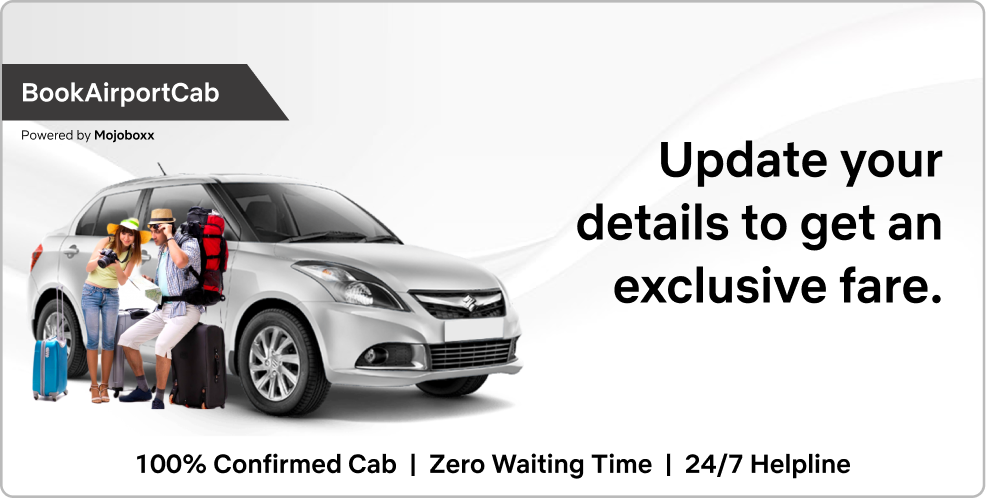 BookAirportCab
Powered by Mojoboxx
Update your
details to get an
exclusive fare.
100% Confirmed Cab | Zero Waiting Time | 24/7 Helpline